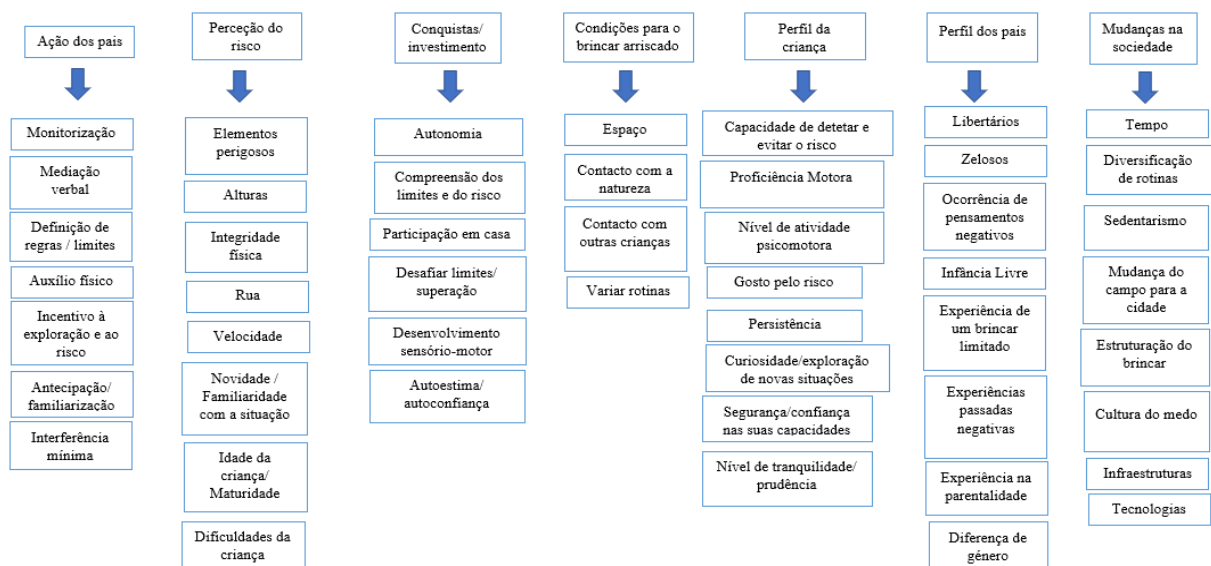 Ação dos pais
Monitorização
Mediação
verbal
Definição de
regras / limites
Auxílio físico
Incentivo à
exploração e ao
risco
Antecipação/
familiarização
Interferência
mínima
Perceção do
risco
Elementos
perigosos
Alturas
Integridade
física
Rua
Velocidade
Novidade /
Familiaridade
com a situação
Idade da
criança/
Maturidade
Dificuldades da
criança
Conquistas/
investimento
Autonomia
Compreensão dos
limites e do risco
Participação em casa
Desafiar limites/
superação
Desenvolvimento
sensório-motor
Autoestima/
autoconfiança
Condições para o
brincar arriscado
Espaço
Contacto com a
natureza
Contacto com
outras crianças
Variar rotinas
Perfil da
criança
Capacidade de detetar e
evitar o risco
Proficiência Motora
Nível de atividade
psicomotora
Gosto pelo risco
Persistência
Curiosidade/exploração
de novas situações
Segurança/confiança
nas suas capacidades
Nível de tranquilidade/
prudência
Perfil dos pais
Libertários
Zelosos
Ocorrência de
pensamentos
negativos
Infância Livre
Experiência de
um brincar
limitado
Experiências
passadas
negativas
Experiência na
parentalidade
Diferença de
género
Mudanças na
sociedade
Tempo
Diversificação
de rotinas
Sedentarismo
Mudança do
campo para a
cidade
Estruturação do
brincar
Cultura do medo
Infraestruturas
Tecnologias